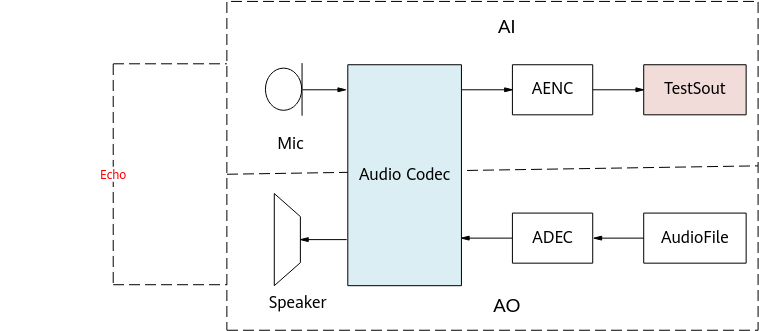 AI
AENC
TestSout
Mic
Echo
Audio Codec
ADEC
AudioFile
Speaker
AO